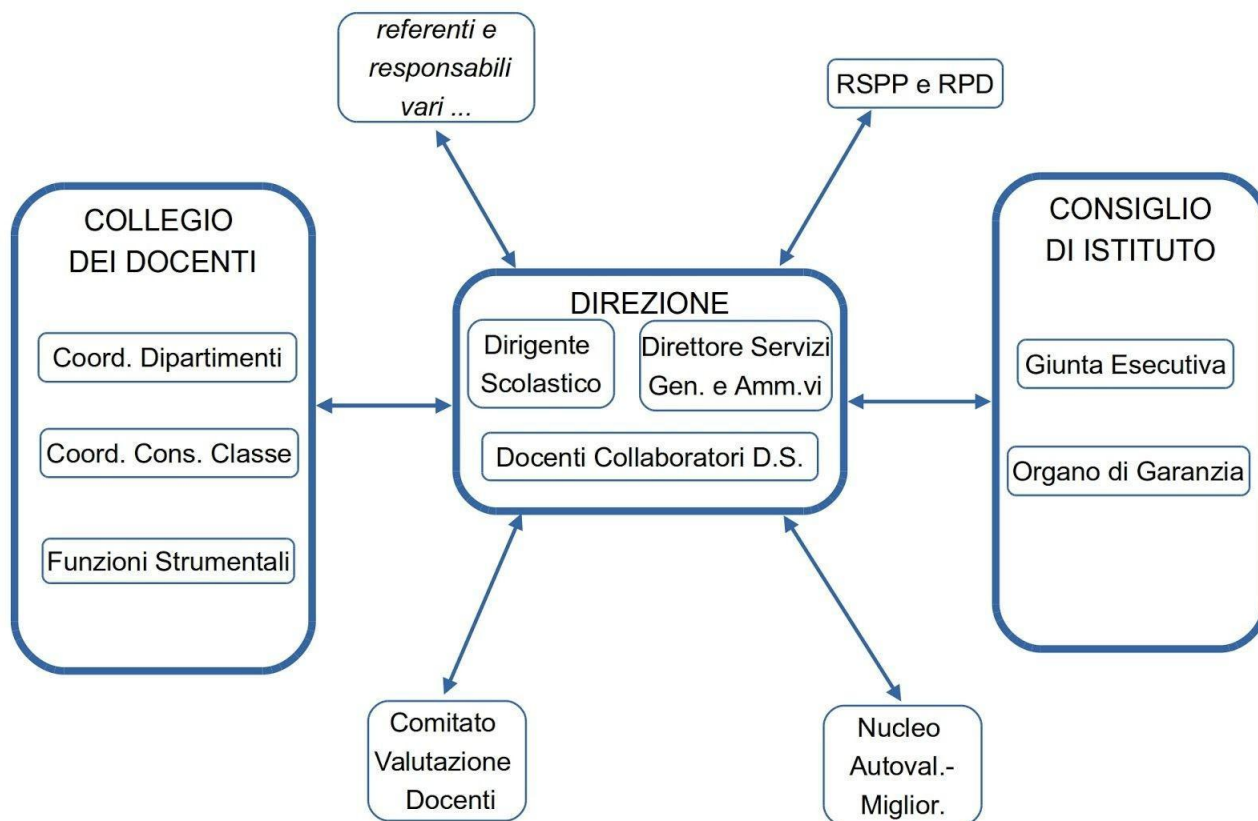 referenti e
responsabili
vari ...
RSPP e RPD
COLLEGIO
DEI DOCENTI
Coord. Dipartimenti
Coord. Cons. Classe
Funzioni Strumentali
DIREZIONE
Dirigente
Scolastico
Direttore Servizi
Gen. e Amm.vi
Docenti Collaboratori D.S.
CONSIGLIO
DI ISTITUTO
Giunta Esecutiva
Organo di Garanzia
Comitato
Valutazione
Docenti
Nucleo
Autoval.-
Miglior.